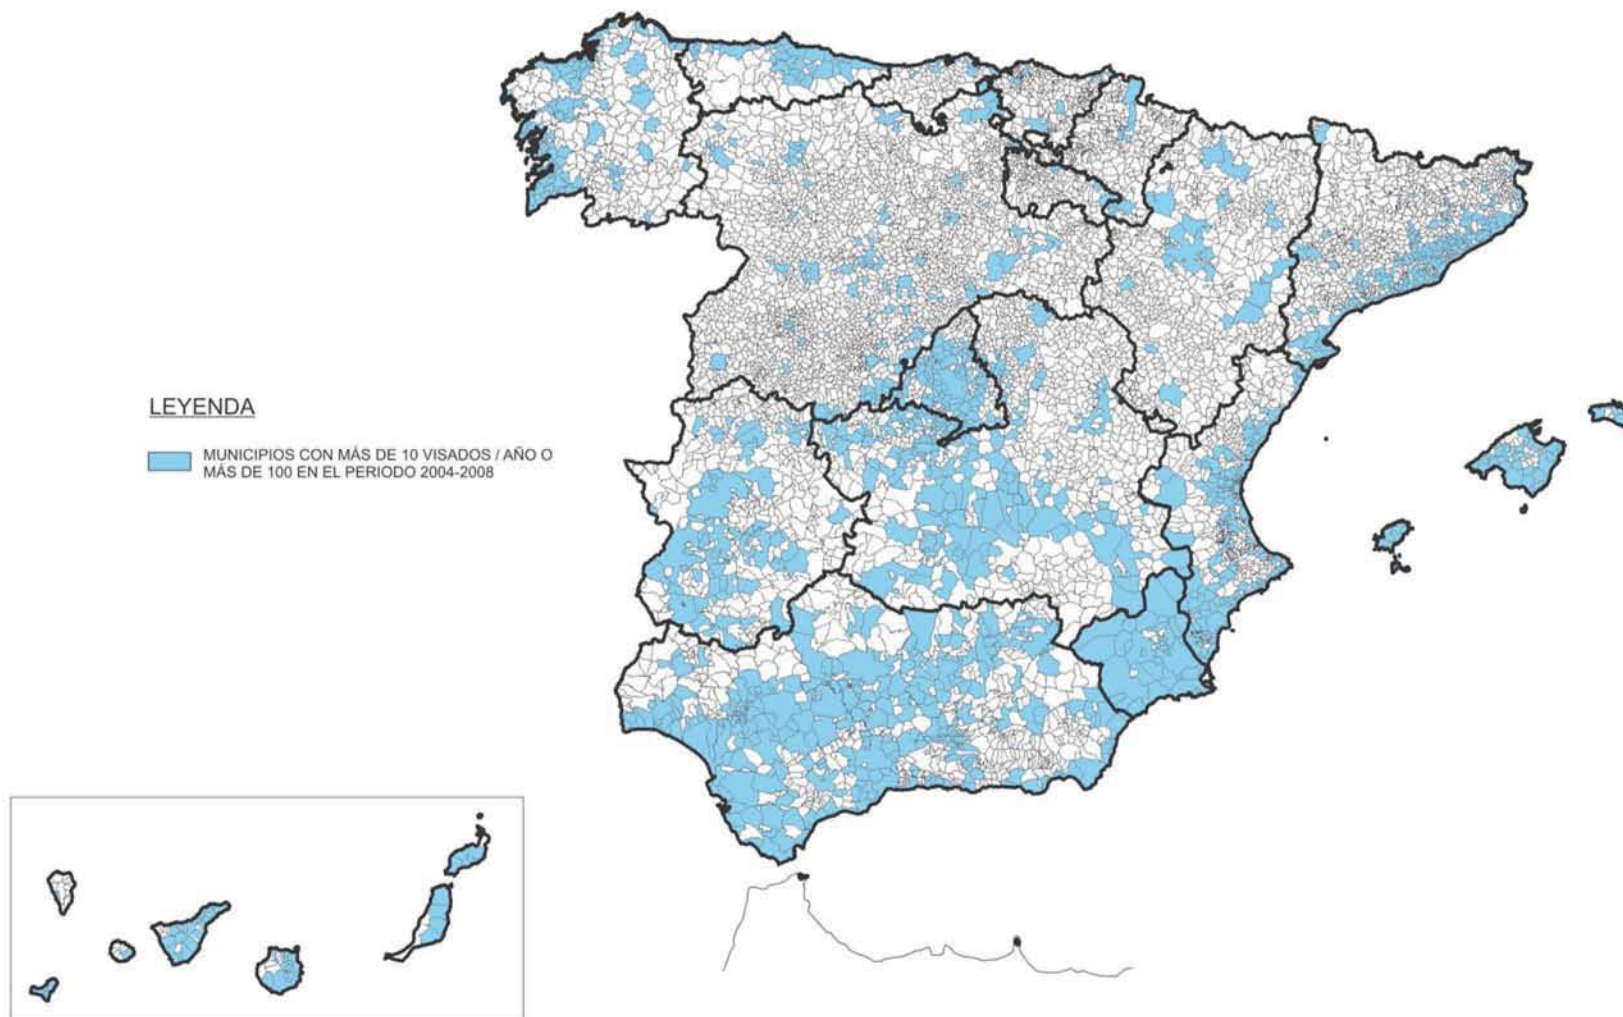 LEYENDA
MUNICIPIOS CON MÁS DE 10 VISADOS / AÑO O
MÁS DE 100 EN EL PERIODO 2004-2008